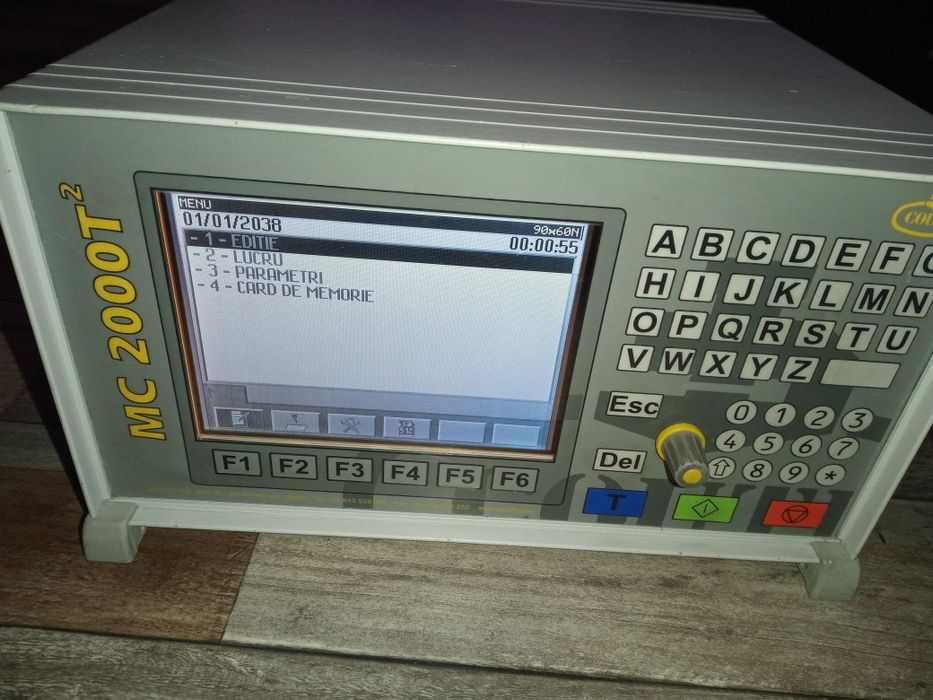 MC 2000T²
MENU
90x60N
01/01/2038
00:00:55
- 1 - EDITIE
- 2 - LUCRU
- 3 - PARAMETRI
- 4 - CARD DE MEMORIE
F1 F2 F3 F4 F5 F6
A B C D E F
H I J K L M N
O P Q R S T U
V W X Y Z
Esc
0 1 2 3
4 5 6 7
Del
8 9 *
T